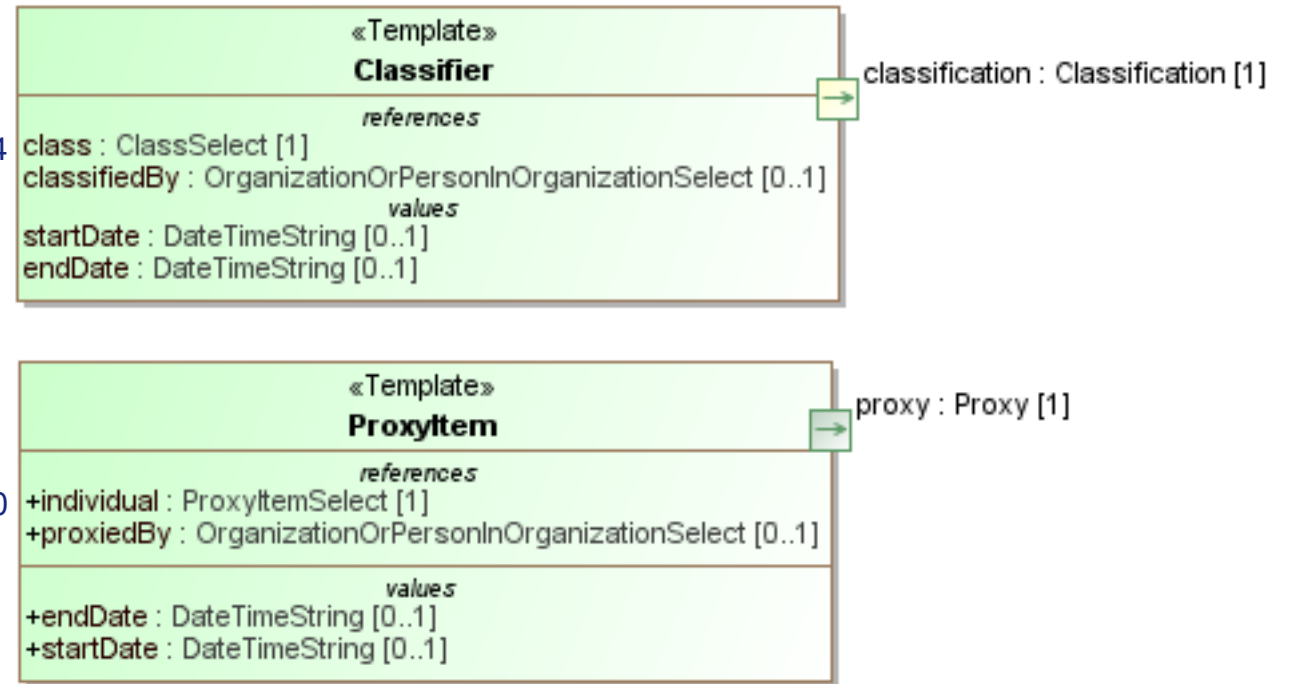 «Template»
Classifier
classification : Classification [1]
references
4
class : ClassSelect [1]
classifiedBy : OrganizationOrPersonInOrganizationSelect [0..1]
values
startDate : DateTimeString [0..1]
endDate : DateTimeString [0..1]
«Template»
ProxyItem
proxy : Proxy [1]
references
0
+individual : ProxyItemSelect [1]
+proxiedBy : OrganizationOrPersonInOrganizationSelect [0..1]
values
+endDate : DateTimeString [0..1]
+startDate : DateTimeString [0..1]